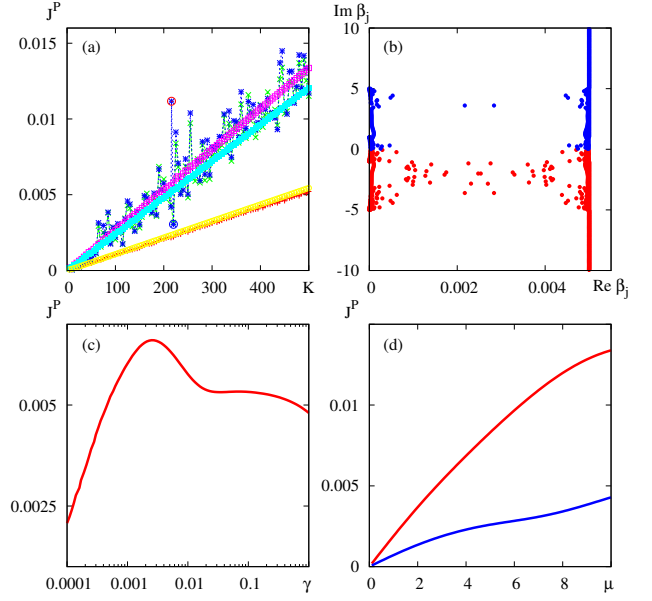 J^P
(a)
0.015
0.01
0.005
0
0 100 200 300 400 K
Im β_j
(b)
10
5
0
-5
-10
0 0.002 0.004 Re β_j
J^P
(c)
0.005
0.0025
0.0001 0.001 0.01 0.1 γ
J^P
(d)
0.01
0.005
0
0 2 4 6 8 μ